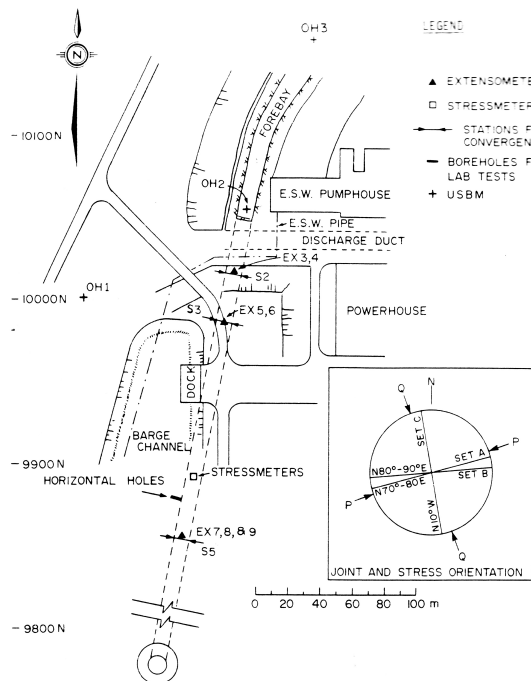 OH3
LEGEND
N
EXTENSOMETE
STRESSMETER
STATIONS F
CONVERGEN
BOREHOLES F
LAB TESTS
USBM
10100N
FOREBAY
OH2
E.S.W. PUMPHOUSE
E.S.W. PIPE
DISCHARGE DUCT
EX3,4
S2
10000N
OH1
S3
EX5,6
POWERHOUSE
DOCK
BARGE
CHANNEL
9900N
STRESSMETERS
HORIZONTAL HOLES
EX7,8,&9
S5
9800N
0 20 40 60 80 100
m
Q N
SET C
SET A
N80°-90°E
SET B
N70°-80E
P
P
N10°W
Q
JOINT AND STRESS ORIENTATION